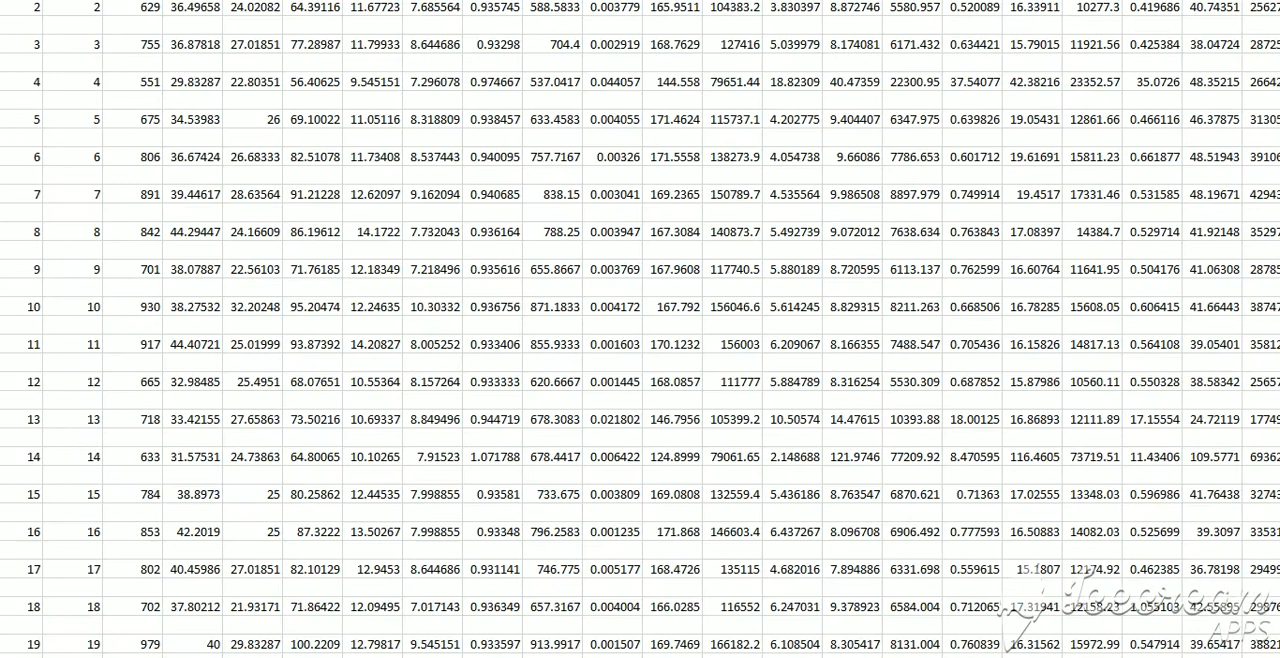 2 2 629 36.49658 24.02082 64.39116 11.67723 7.685564 0.935745 588.5833 0.003779 165.9511 104383.2 3.830397 8.872746 5580.957 0.520089 16.33911 10277.3 0.419686 40.74351 25627
3 3 755 36.87818 27.01851 77.28987 11.79933 8.644686 0.93298 704.4 0.002919 168.7629 127416 5.039979 8.174081 6171.432 0.634421 15.79015 11921.56 0.425384 38.04724 28725
4 4 551 29.83287 22.80351 56.40625 9.545151 7.296078 0.974667 537.0417 0.044057 144.558 79651.44 18.82309 40.47359 22300.95 37.54077 42.38216 23352.57 35.0726 48.35215 26642
5 5 675 34.53983 26 69.10022 11.05116 8.318809 0.938457 633.4583 0.004055 171.4624 115737.1 4.202775 9.404407 6347.975 0.639826 19.05431 12861.66 0.466116 46.37875 31305
6 6 806 36.67424 26.68333 82.51078 11.73408 8.537443 0.940095 757.7167 0.00326 171.5558 138273.9 4.054738 9.66086 7786.653 0.601712 19.61691 15811.23 0.661877 48.51943 39106
7 7 891 39.44617 28.63564 91.21228 12.62097 9.162094 0.940685 838.15 0.003041 169.2365 150789.7 4.535564 9.986508 8897.979 0.749914 19.4517 17331.46 0.531585 48.19671 42943
8 8 842 44.29447 24.16609 86.19612 14.1722 7.732043 0.936164 788.25 0.003947 167.3084 140873.7 5.492739 9.072012 7638.634 0.763843 17.08397 14384.7 0.529714 41.92148 35297
9 9 701 38.07887 22.56103 71.76185 12.18349 7.218496 0.935616 655.8667 0.003769 167.9608 117740.5 5.880189 8.720595 6113.137 0.762599 16.60764 11641.95 0.504176 41.06308 28785
10 10 930 38.27532 32.20248 95.20474 12.24635 10.30332 0.936756 871.1833 0.004172 167.792 156046.6 5.614245 8.829315 8211.263 0.668506 16.78285 15608.05 0.606415 41.66443 38747
11 11 917 44.40721 25.01999 93.87392 14.20827 8.005252 0.933406 855.9333 0.001603 170.1232 156003 6.209067 8.166355 7488.547 0.705436 16.15826 14817.13 0.564108 39.05401 35812
12 12 665 32.98485 25.4951 68.07651 10.55364 8.157264 0.933333 620.6667 0.001445 168.0857 111777 5.884789 8.316254 5530.309 0.687852 15.87986 10560.11 0.550328 38.58342 25657
13 13 718 33.42155 27.65863 73.50216 10.69337 8.849496 0.944719 678.3083 0.021802 146.7956 105399.2 10.50574 14.47615 10393.88 18.00125 16.86893 12111.89 17.15554 24.72119 17749
14 14 633 31.57531 24.73863 64.80065 10.10265 7.91523 1.071788 678.4417 0.006422 124.8999 79061.65 2.148688 121.9746 77209.92 8.470595 116.4605 73719.51 11.43406 109.5771 69362
15 15 784 38.8973 25 80.25862 12.44535 7.998855 0.93581 733.675 0.003809 169.0808 132559.4 5.436186 8.763547 6870.621 0.71363 17.02555 13348.03 0.596986 41.76438 32743
16 16 853 42.2019 25 87.3222 13.50267 7.998855 0.93348 796.2583 0.001235 171.868 146603.4 6.437267 8.096708 6906.492 0.777593 16.50883 14082.03 0.525699 39.3097 33531
17 17 802 40.45986 27.01851 82.10129 12.9453 8.644686 0.931141 746.775 0.005177 168.4726 135115 4.682016 7.894886 6331.698 0.559615 15.1807 12174.92 0.462385 36.78198 29499
18 18 702 37.80212 21.93171 71.86422 12.09495 7.017143 0.936349 657.3167 0.004004 166.0285 116552 6.247031 9.378923 6584.004 0.712065 17.31941 12158.23 1.055103 42.55895 29876
19 19 979 40 29.83287 100.2209 12.79817 9.545151 0.933597 913.9917 0.001507 169.7469 166182.2 6.108504 8.305417 8131.004 0.760839 16.31562 15972.99 0.547914 39.65417 38821
Icecream
APPS